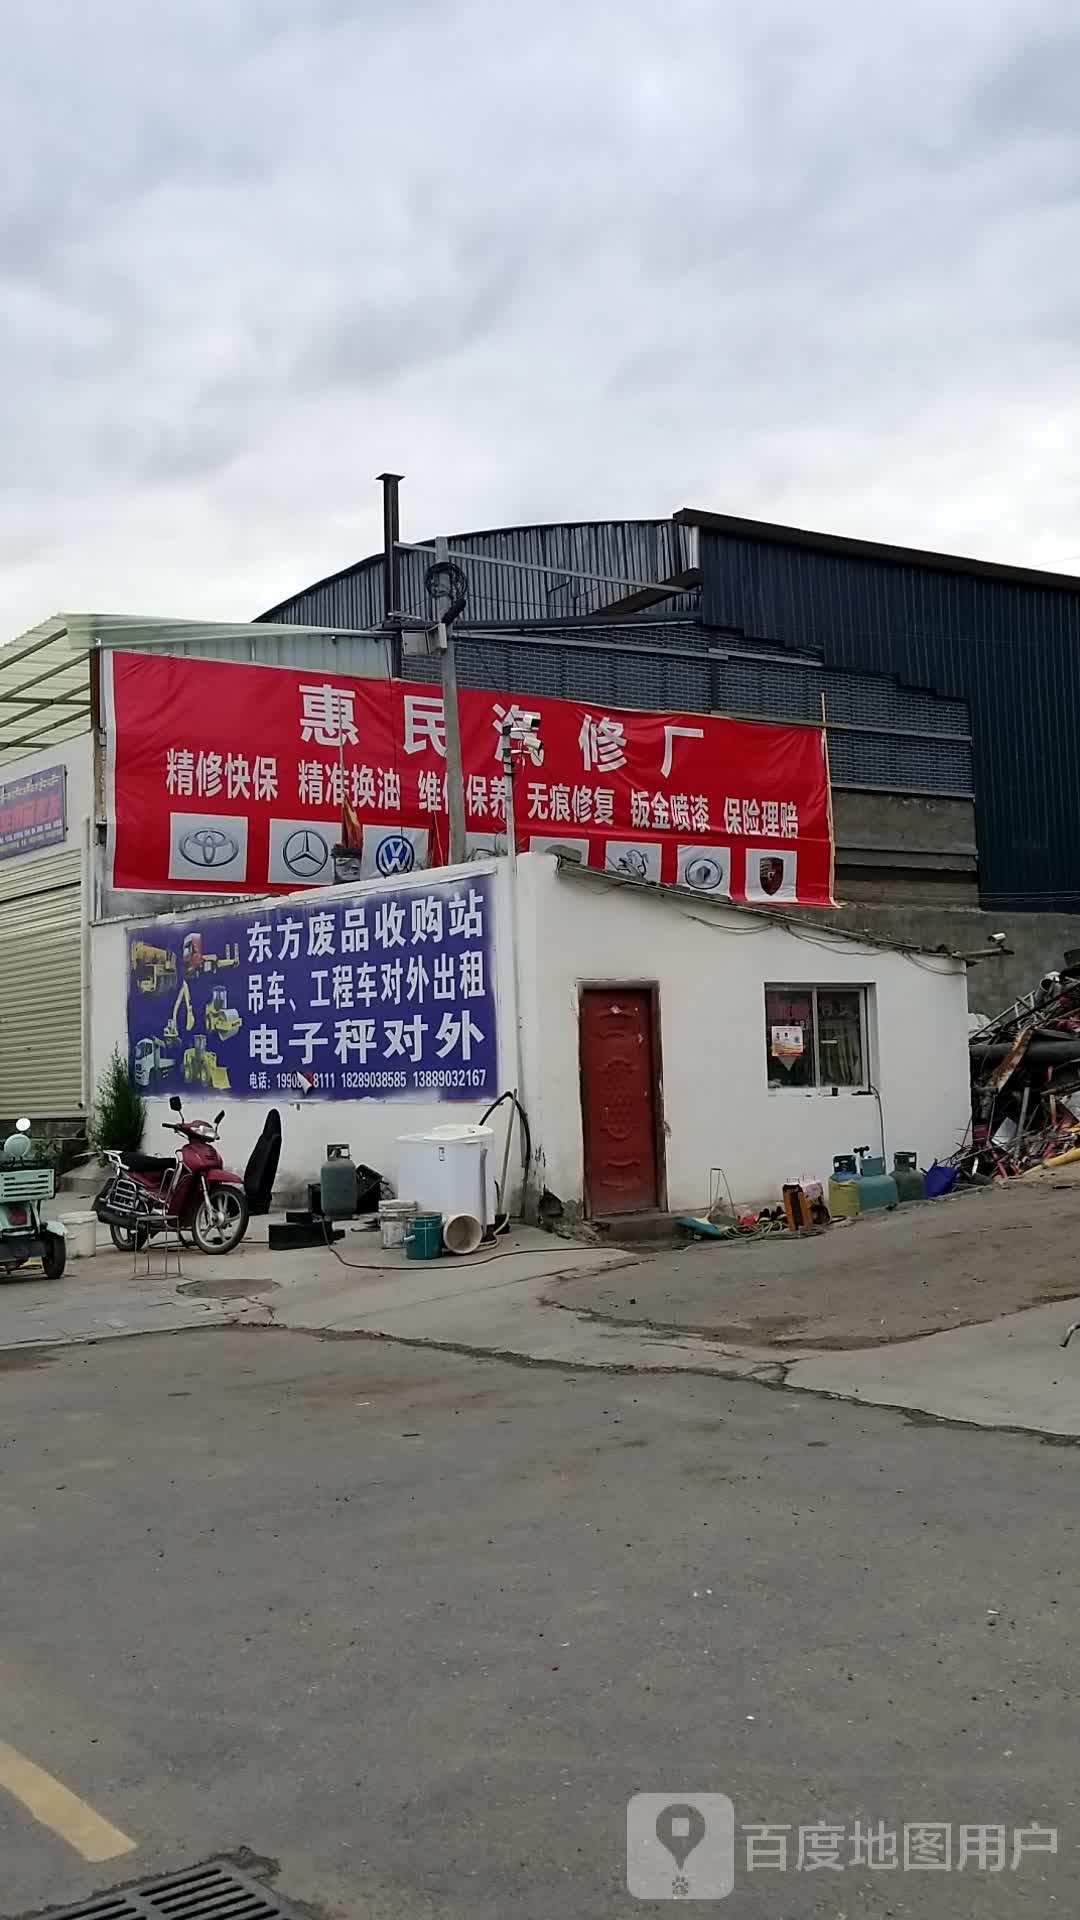 惠民汽修厂
精修快保 精准换油 维修保养 无痕修复 钣金喷漆 保险理赔
东方废品收购站
吊车、工程车对外出租
电子秤对外
电话: 8111 18289038585 13889032167
百度地图用户